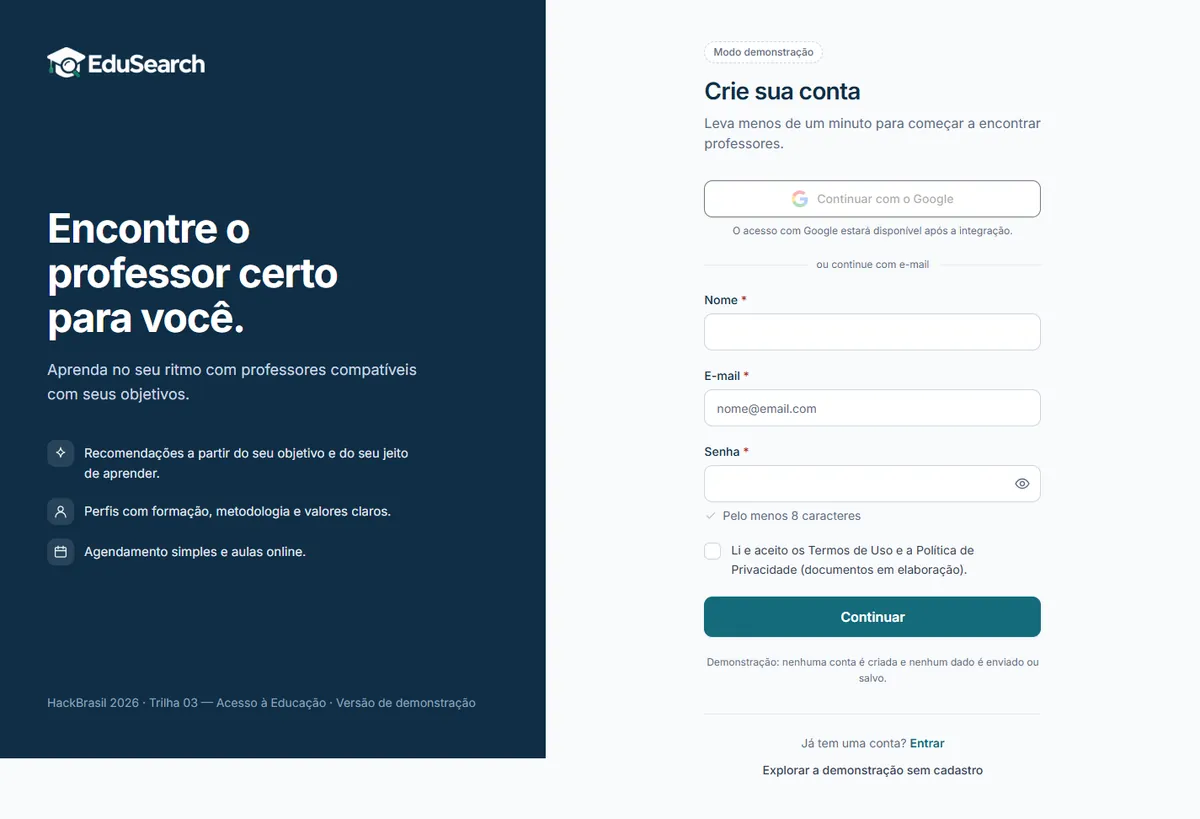 EduSearch
Encontre o
professor certo
para você.
Aprenda no seu ritmo com professores compatíveis
com seus objetivos.
Recomendações a partir do seu objetivo e do seu jeito
de aprender.
Perfis com formação, metodologia e valores claros.
Agendamento simples e aulas online.
HackBrasil 2026 · Trilha 03 — Acesso à Educação · Versão de demonstração
Modo demonstração
Crie sua conta
Leva menos de um minuto para começar a encontrar
professores.
Continuar com o Google
O acesso com Google estará disponível após a integração.
ou continue com e-mail
Nome *
E-mail *
nome@email.com
Senha *
Pelo menos 8 caracteres
Li e aceito os Termos de Uso e a Política de
Privacidade (documentos em elaboração).
Continuar
Demonstração: nenhuma conta é criada e nenhum dado é enviado ou
salvo.
Já tem uma conta? Entrar
Explorar a demonstração sem cadastro